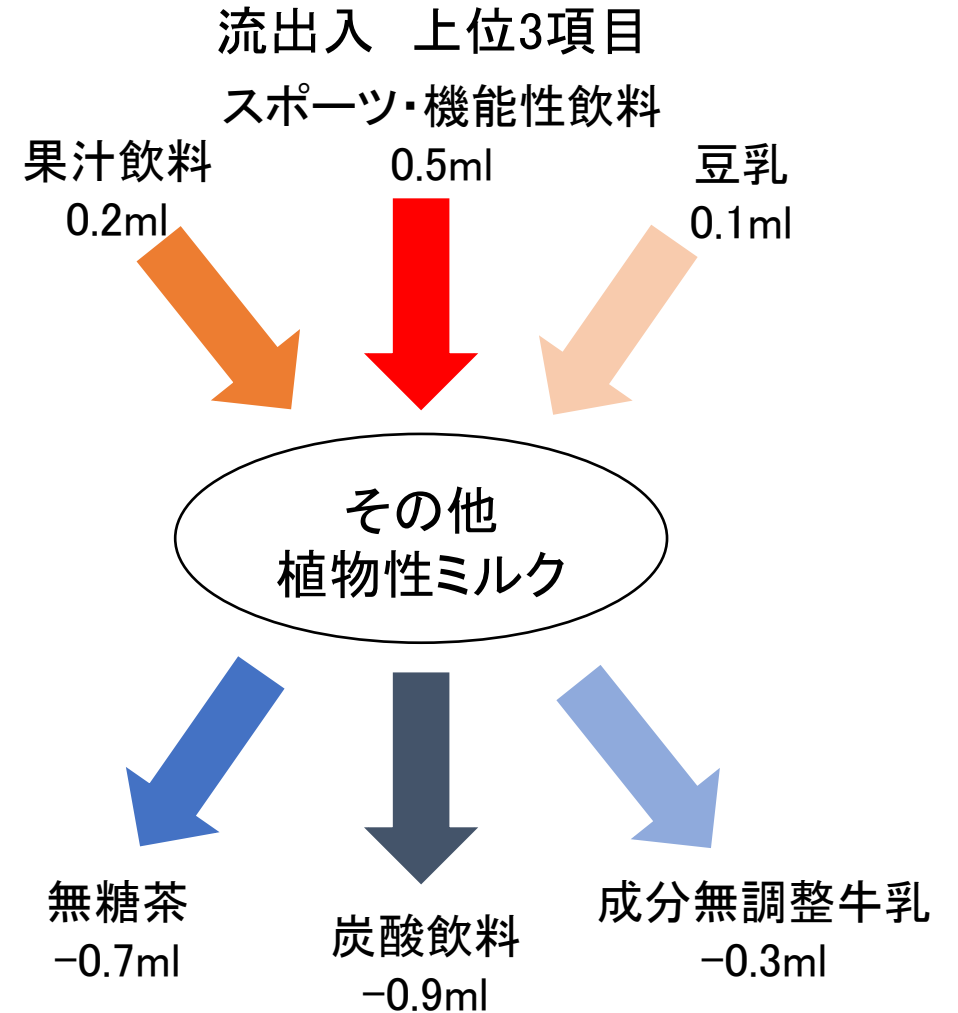 流出入　上位3項目
スポーツ・機能性飲料
0.5ml
果汁飲料
0.2ml
豆乳
0.1ml
その他
植物性ミルク
無糖茶
−0.7ml
炭酸飲料
−0.9ml
成分無調整牛乳
−0.3ml